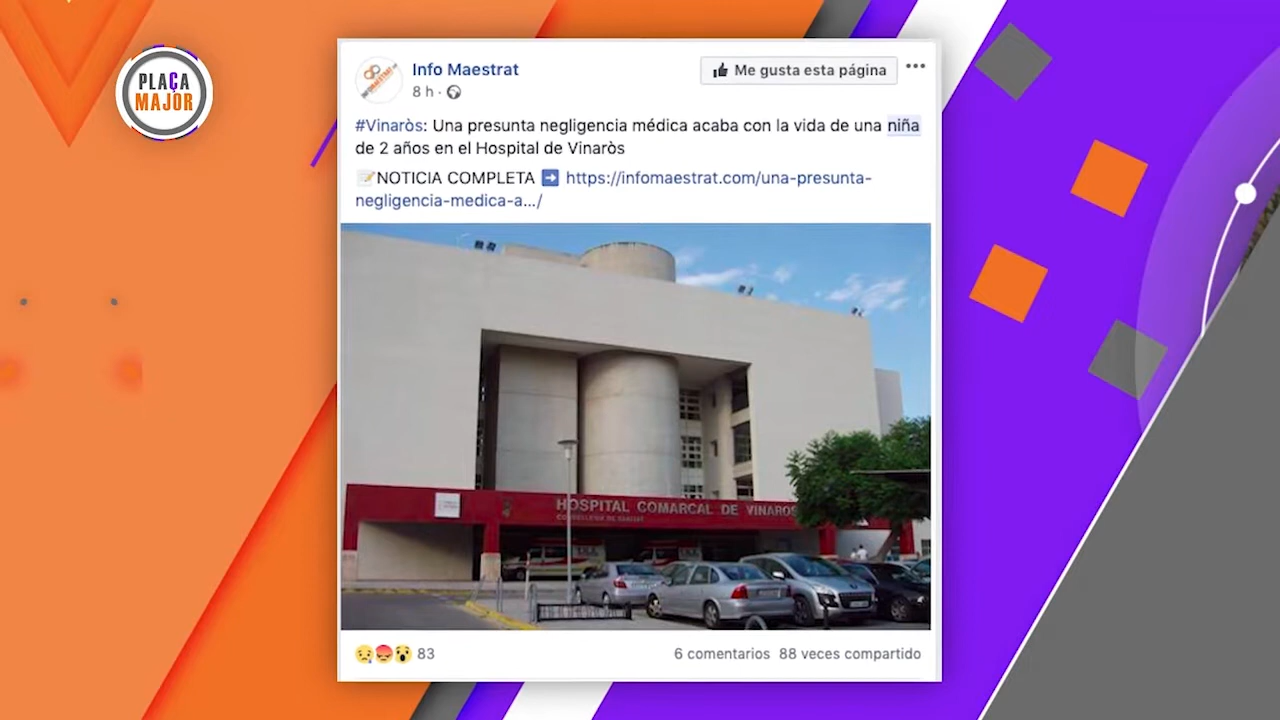 PLAÇA
MAJOR
Info Maestrat
Me gusta esta página
8 h ·
#Vinaròs: Una presunta negligencia médica acaba con la vida de una niña
de 2 años en el Hospital de Vinaròs
NOTICIA COMPLETA https://infomaestrat.com/una-presunta-
negligencia-medica-a.../
HOSPITAL COMARCAL DE VINAROS
83
6 comentarios 88 veces compartido